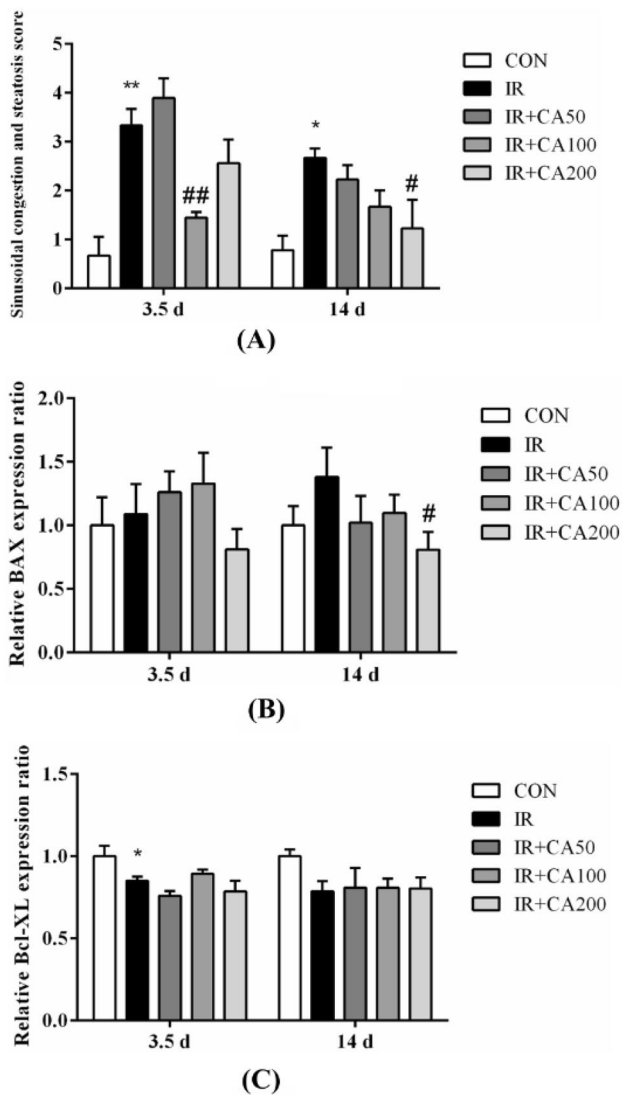 Sinusoidal congestion and steatosis score
5
4
3
2
1
0
**
##
*
#
3.5 d
14 d
CON
IR
IR+CA50
IR+CA100
IR+CA200
(A)
Relative BAX expression ratio
2.0
1.5
1.0
0.5
0.0
#
3.5 d
14 d
CON
IR
IR+CA50
IR+CA100
IR+CA200
(B)
Relative Bcl-XL expression ratio
1.5
1.0
0.5
0.0
*
3.5 d
14 d
CON
IR
IR+CA50
IR+CA100
IR+CA200
(C)